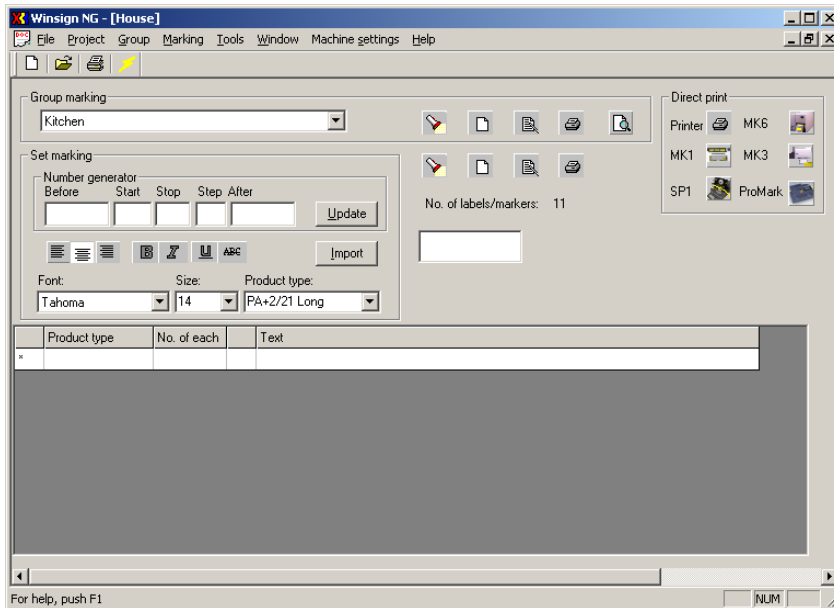 Winsign NG - [House]
File Project Group Marking Tools Window Machine settings Help
Group marking
Kitchen
Direct print
Printer MK6
MK1 MK3
SP1 ProMark
Set marking
Number generator
Before Start Stop Step After
Update
No. of labels/markers: 11
B I U ABC
Import
Font: Size: Product type:
Tahoma 14 PA+2/21 Long
Product type No. of each Text
*
For help, push F1
NUM